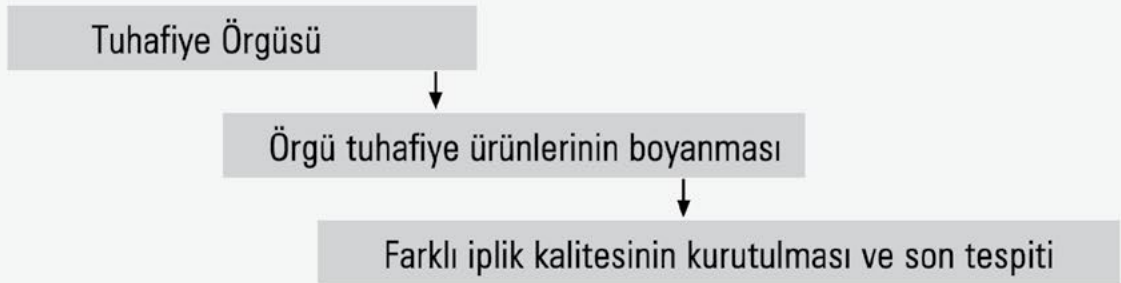 Tuhafiye Örgüsü
Örgü tuhafiye ürünlerinin boyanması
Farklı iplik kalitesinin kurutulması ve son tespiti